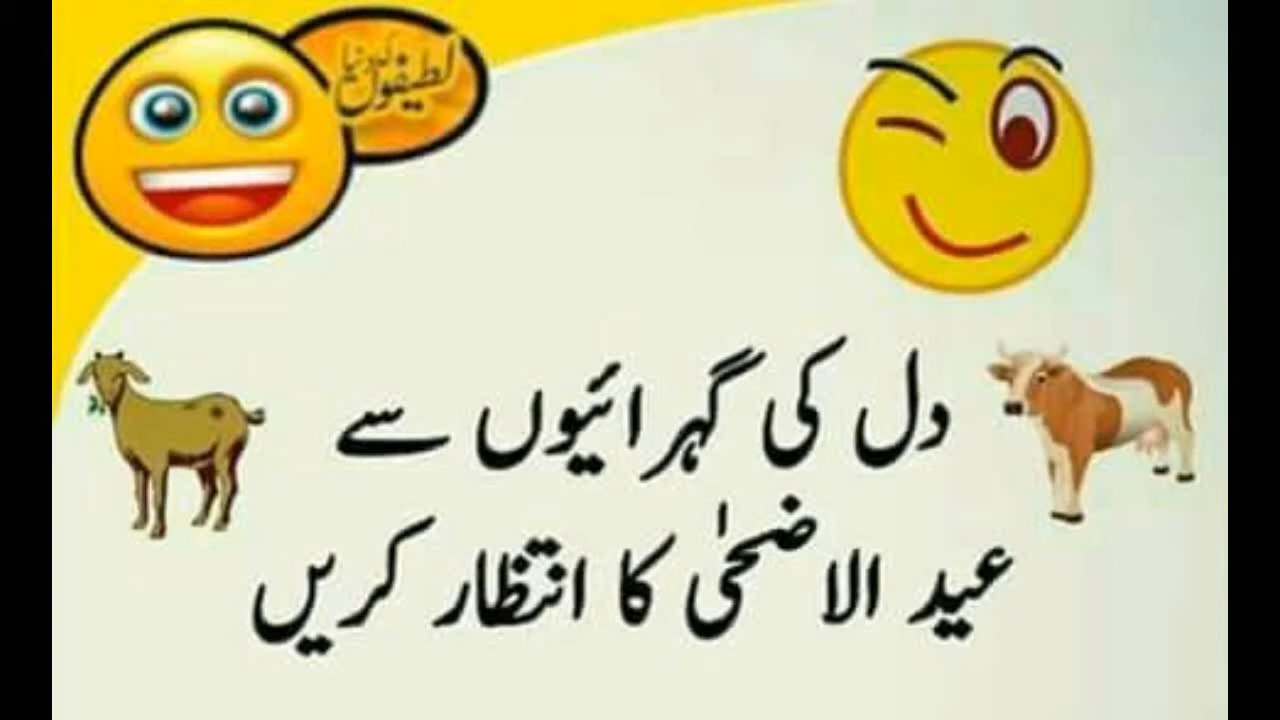 لطیفوں کی دنیا
دل کی گہرائیوں سے
عید الاضحیٰ کا انتظار کریں